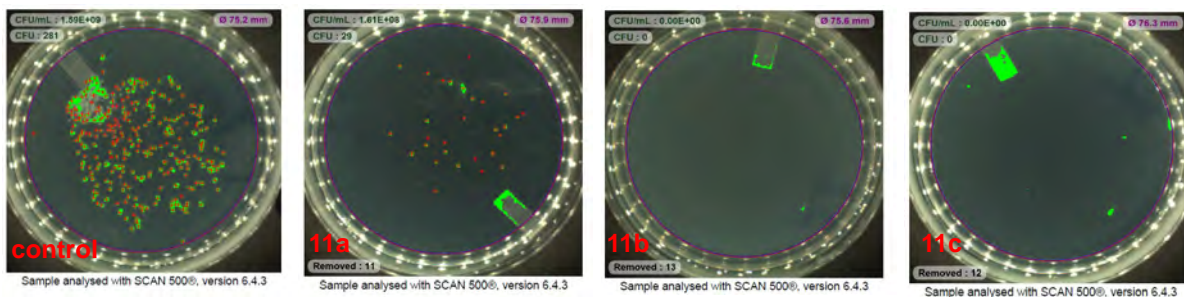 CFU/mL : 1.59E+09
Ø 75.2 mm
CFU : 281
control
Sample analysed with SCAN 500®, version 6.4.3
CFU/mL : 1.61E+08
Ø 75.9 mm
CFU : 29
11a
Removed : 11
Sample analysed with SCAN 500®, version 6.4.3
CFU/mL : 0.00E+00
Ø 75.6 mm
CFU : 0
11b
Removed : 13
Sample analysed with SCAN 500®, version 6.4.3
CFU/mL : 0.00E+00
Ø 76.3 mm
CFU : 0
11c
Removed : 12
Sample analysed with SCAN 500®, version 6.4.3